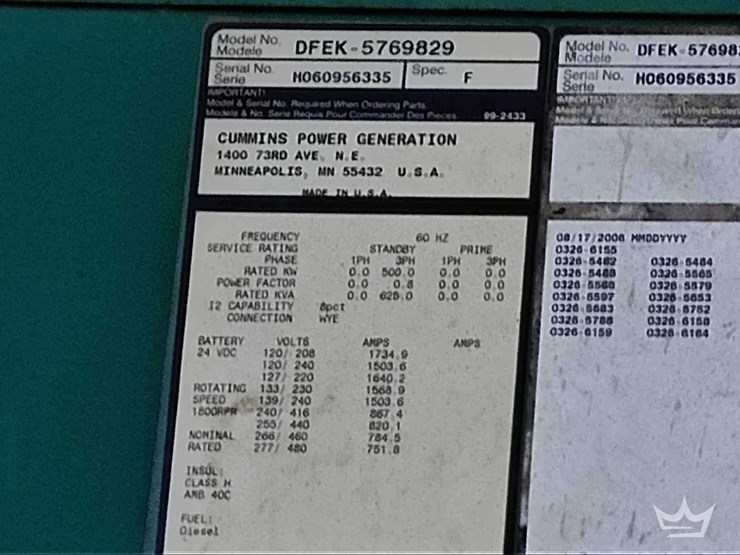 Model No. DFEK-5769829
Modele
Serial No. H060956335 Spec. F
Serie
IMPORTANT!
Model & Serial No. Required When Ordering Parts.
Modele & No. Serie Requis Pour Commander Des Pieces. 99-2433
CUMMINS POWER GENERATION
1400 73RD AVE. N.E.
MINNEAPOLIS, MN 55432 U.S.A.
MADE IN U.S.A.
FREQUENCY 60 HZ
SERVICE RATING STANDBY PRIME
PHASE 1PH 3PH 1PH 3PH
RATED KW 0.0 500.0 0.0 0.0
POWER FACTOR 0.0 0.8 0.0 0.0
RATED KVA 0.0 625.0 0.0 0.0
I2 CAPABILITY 8pct
CONNECTION WYE
BATTERY VOLTS AMPS AMPS
24 VDC 120/ 208 1734.9
120/ 240 1503.6
127/ 220 1640.2
ROTATING 133/ 230 1568.9
SPEED 139/ 240 1503.6
1800RPR 240/ 416 867.4
255/ 440 820.1
NOMINAL 266/ 460 784.5
RATED 277/ 480 751.8
INSUL:
CLASS H
AMB 40C
FUEL:
Diesel
Model No. DFEK-57698
Modele
Serial No. H060956335
Serie
IMPORTANT!
08/17/2006 MMDDYYYY
0326-6155
0326-5482 0326-5484
0326-5488 0326-5565
0326-5568 0326-5579
0326-5597 0326-5653
0326-5683 0326-5752
0326-5786 0326-6158
0326-6159 0326-6164